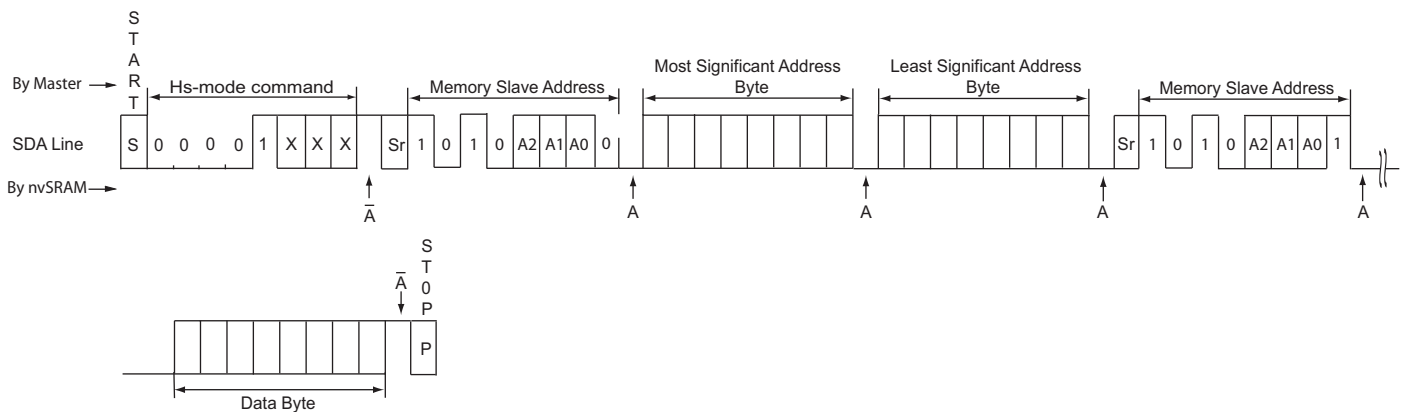 START
By Master
Hs-mode command
Memory Slave Address
Most Significant Address
Byte
Least Significant Address
Byte
Memory Slave Address
SDA Line
S 0 0 0 0 1 X X X Sr 1 0 1 0 A2 A1 A0 0 Sr 1 0 1 0 A2 A1 A0 1
By nvSRAM
A̅ A A A A
ST0P
A̅
P
Data Byte